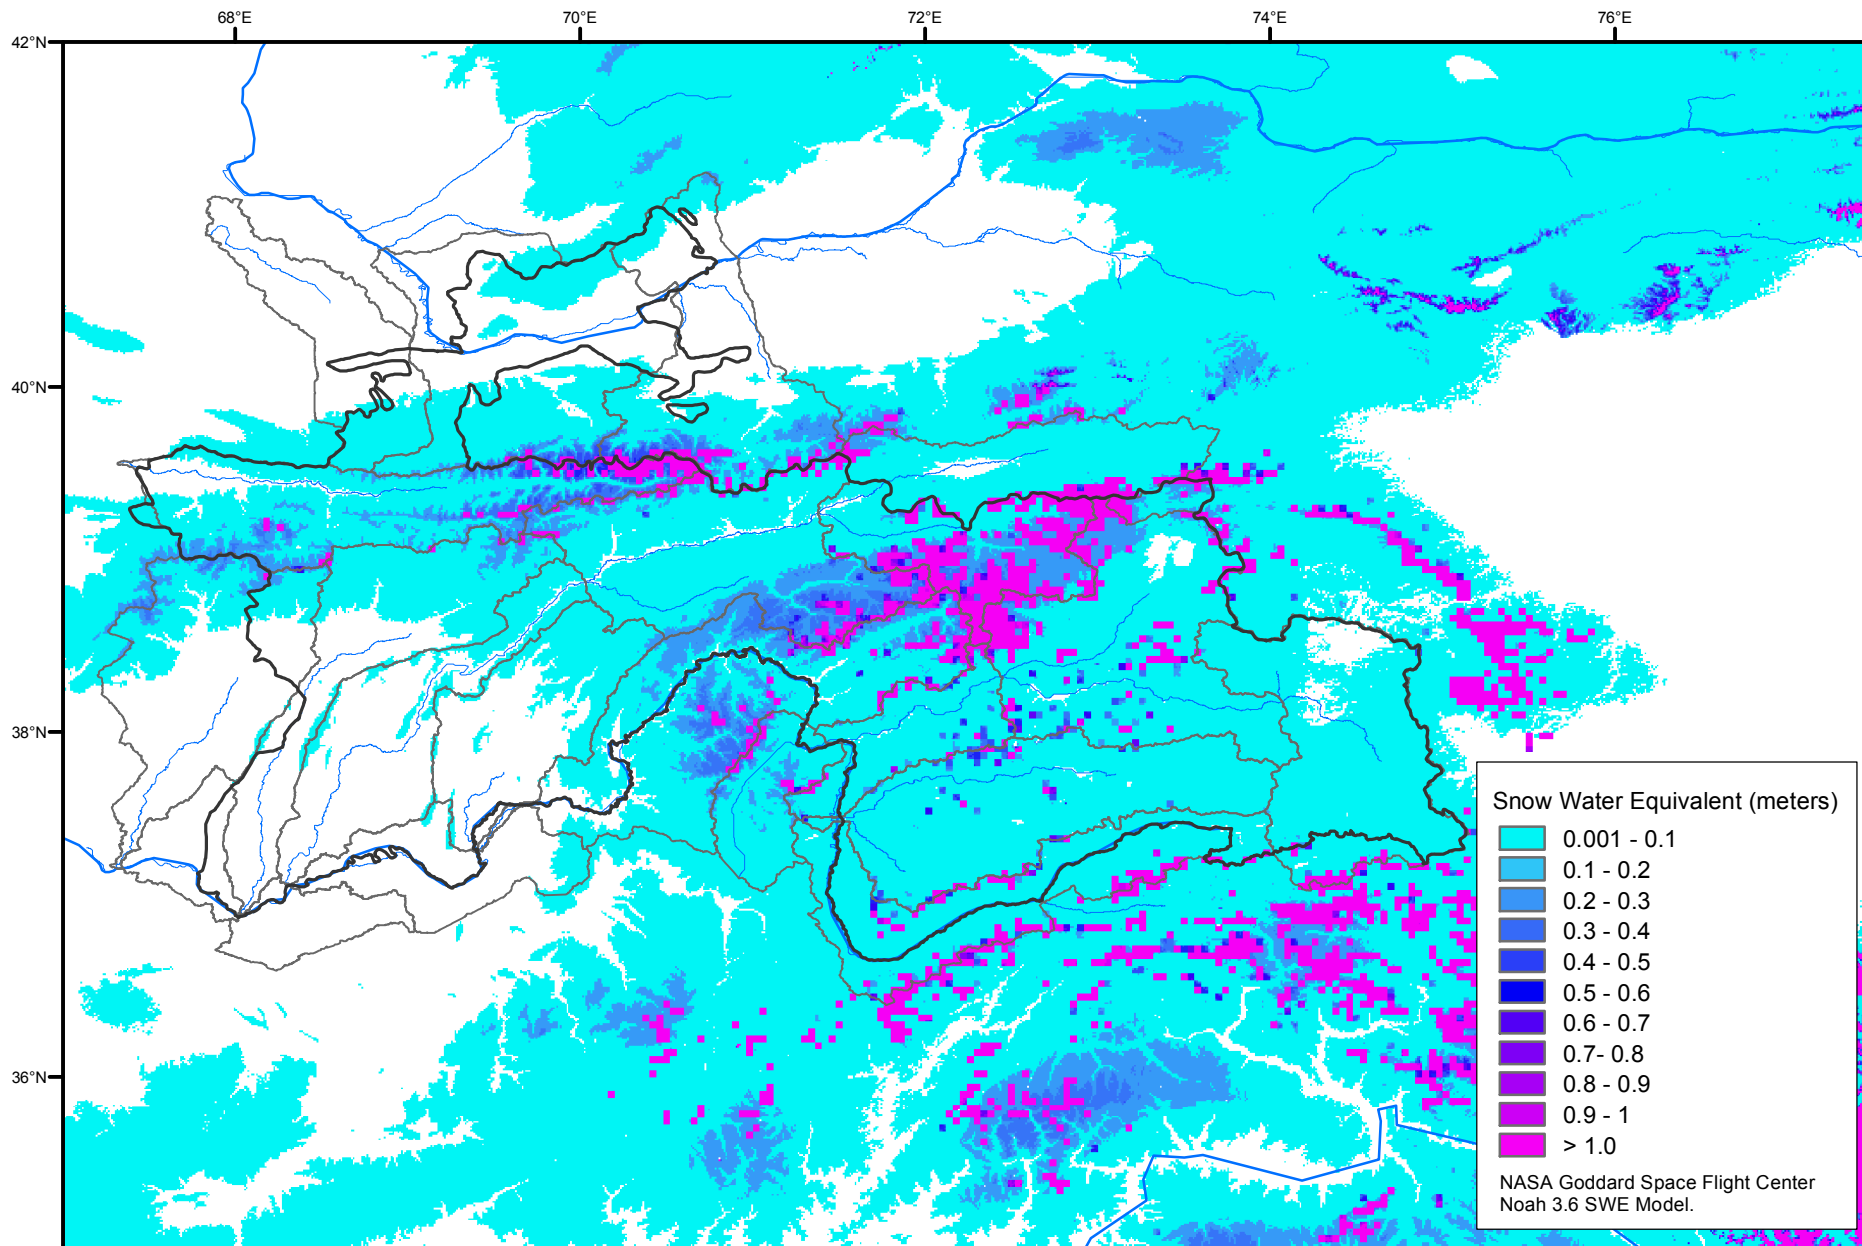 68°E 70°E 72°E 74°E 76°E
42°N
40°N
38°N
36°N
Snow Water Equivalent (meters)
0.001 - 0.1
0.1 - 0.2
0.2 - 0.3
0.3 - 0.4
0.4 - 0.5
0.5 - 0.6
0.6 - 0.7
0.7- 0.8
0.8 - 0.9
0.9 - 1
> 1.0
NASA Goddard Space Flight Center
Noah 3.6 SWE Model.